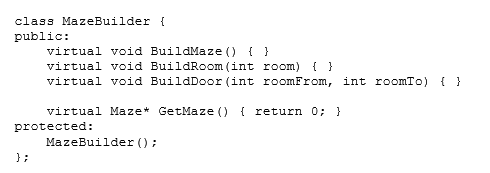 class MazeBuilder {
public:
    virtual void BuildMaze() { }
    virtual void BuildRoom(int room) { }
    virtual void BuildDoor(int roomFrom, int roomTo) { }

    virtual Maze* GetMaze() { return 0; }
protected:
    MazeBuilder();
};